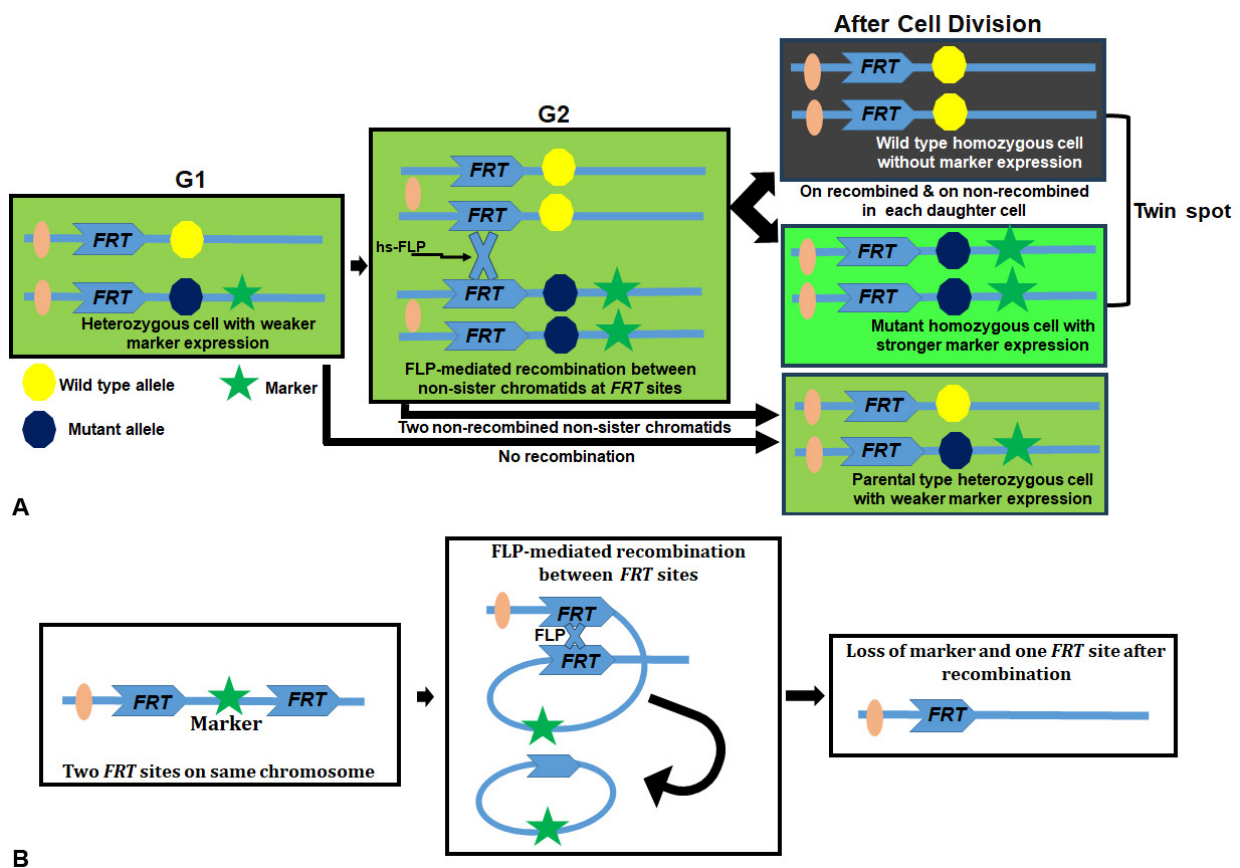 A
G1
FRT
FRT
Heterozygous cell with weaker
marker expression
Wild type allele
Marker
Mutant allele
G2
FRT
FRT
hs-FLP
FRT
FRT
FLP-mediated recombination between
non-sister chromatids at FRT sites
Two non-recombined non-sister chromatids
No recombination
After Cell Division
FRT
FRT
Wild type homozygous cell
without marker expression
On recombined & on non-recombined
in each daughter cell
Twin spot
FRT
FRT
Mutant homozygous cell with
stronger marker expression
FRT
FRT
Parental type heterozygous cell
with weaker marker expression
FRT
FRT
Marker
Two FRT sites on same chromosome
FLP-mediated recombination
between FRT sites
FRT
FLP
FRT
Loss of marker and one FRT site after
recombination
FRT
B